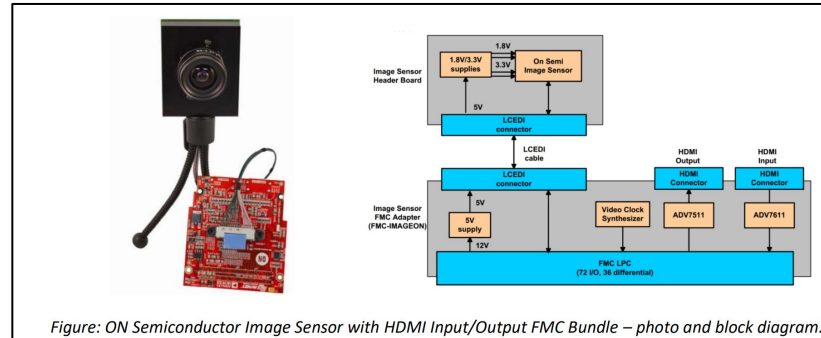 1.8V
1.8V/3.3V
supplies
3.3V
On Semi
Image Sensor
Image Sensor
Header Board
5V
LCEDI
connector
LCEDI
cable
HDMI
Output
HDMI
Input
LCEDI
connector
HDMI
Connector
HDMI
Connector
Image Sensor
FMC Adapter
(FMC-IMAGEON)
5V
5V
supply
Video Clock
Synthesizer
ADV7511
ADV7611
12V
FMC LPC
(72 I/O, 36 differential)
Figure: ON Semiconductor Image Sensor with HDMI Input/Output FMC Bundle – photo and block diagram.